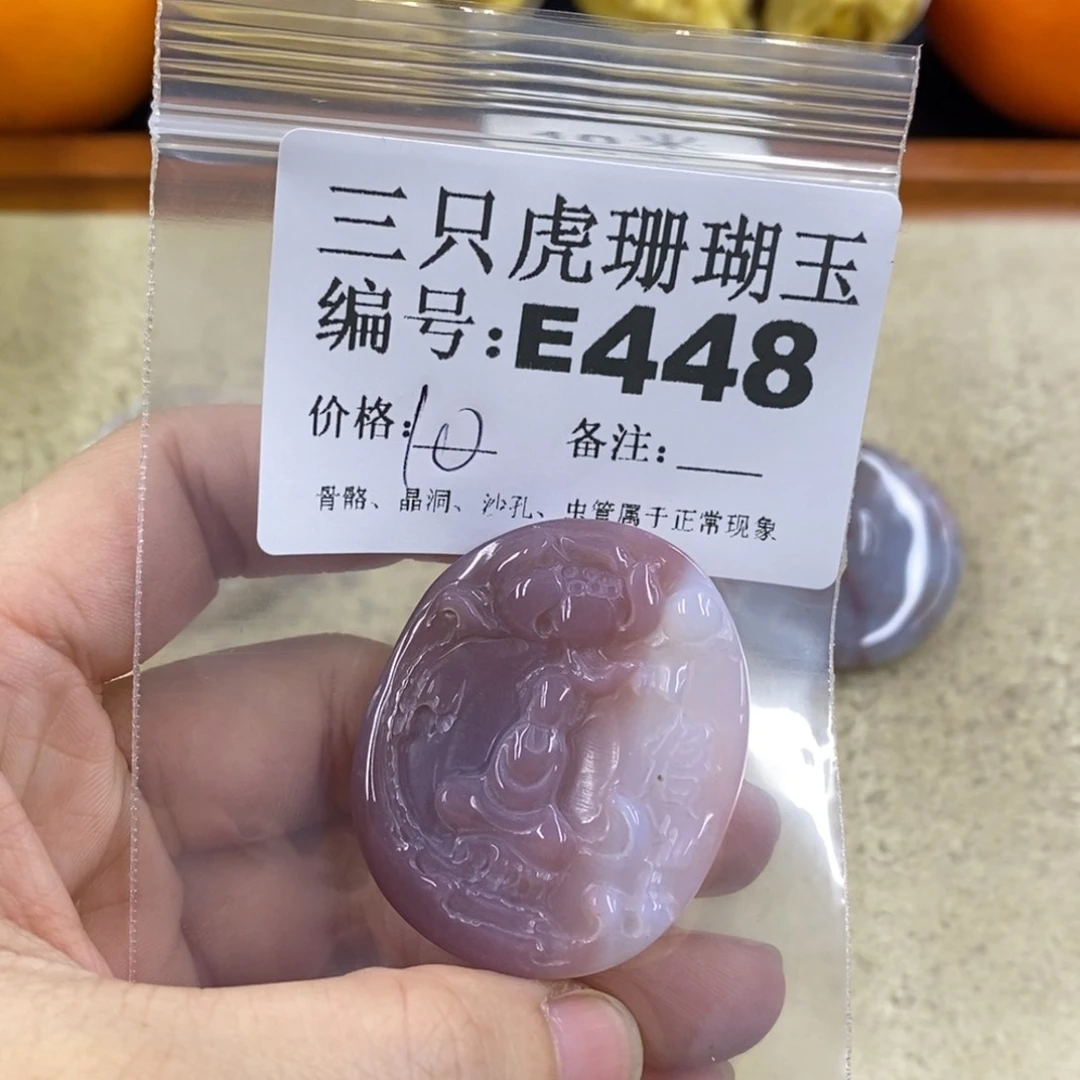 三只虎珊瑚玉
编号:E448
价格:10 备注:___
骨骼、晶洞、沙孔、虫管属于正常现象